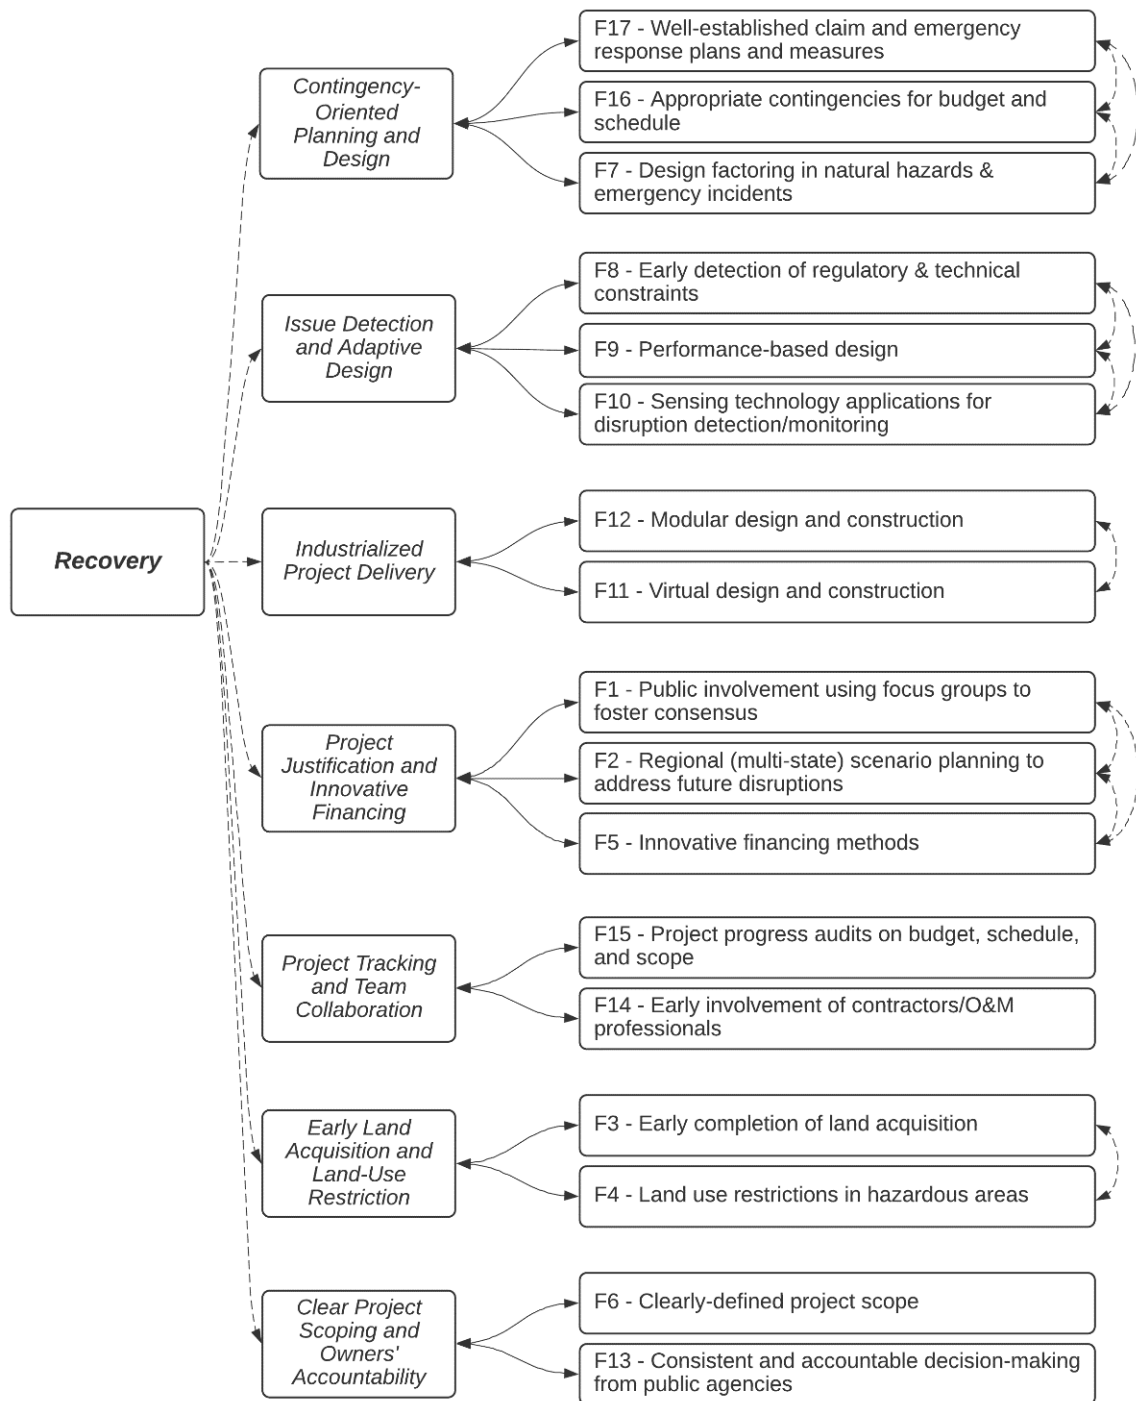 F17 - Well-established claim and emergency
response plans and measures
Contingency-
Oriented
Planning and
Design
F16 - Appropriate contingencies for budget and
schedule
F7 - Design factoring in natural hazards &
emergency incidents
F8 - Early detection of regulatory & technical
constraints
Issue Detection
and Adaptive
Design
F9 - Performance-based design
F10 - Sensing technology applications for
disruption detection/monitoring
Recovery
Industrialized
Project Delivery
F12 - Modular design and construction
F11 - Virtual design and construction
F1 - Public involvement using focus groups to
foster consensus
Project
Justification and
Innovative
Financing
F2 - Regional (multi-state) scenario planning to
address future disruptions
F5 - Innovative financing methods
F15 - Project progress audits on budget, schedule,
and scope
Project Tracking
and Team
Collaboration
F14 - Early involvement of contractors/O&M
professionals
Early Land
Acquisition and
Land-Use
Restriction
F3 - Early completion of land acquisition
F4 - Land use restrictions in hazardous areas
Clear Project
Scoping and
Owners'
Accountability
F6 - Clearly-defined project scope
F13 - Consistent and accountable decision-making
from public agencies